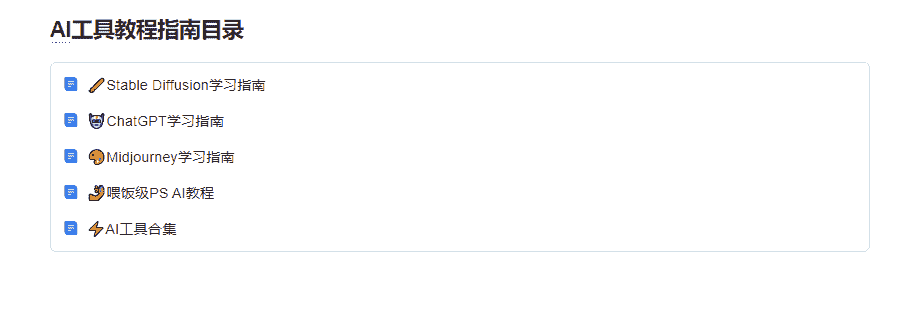 AI工具教程指南目录
Stable Diffusion学习指南
ChatGPT学习指南
Midjourney学习指南
喂饭级PS AI教程
AI工具合集